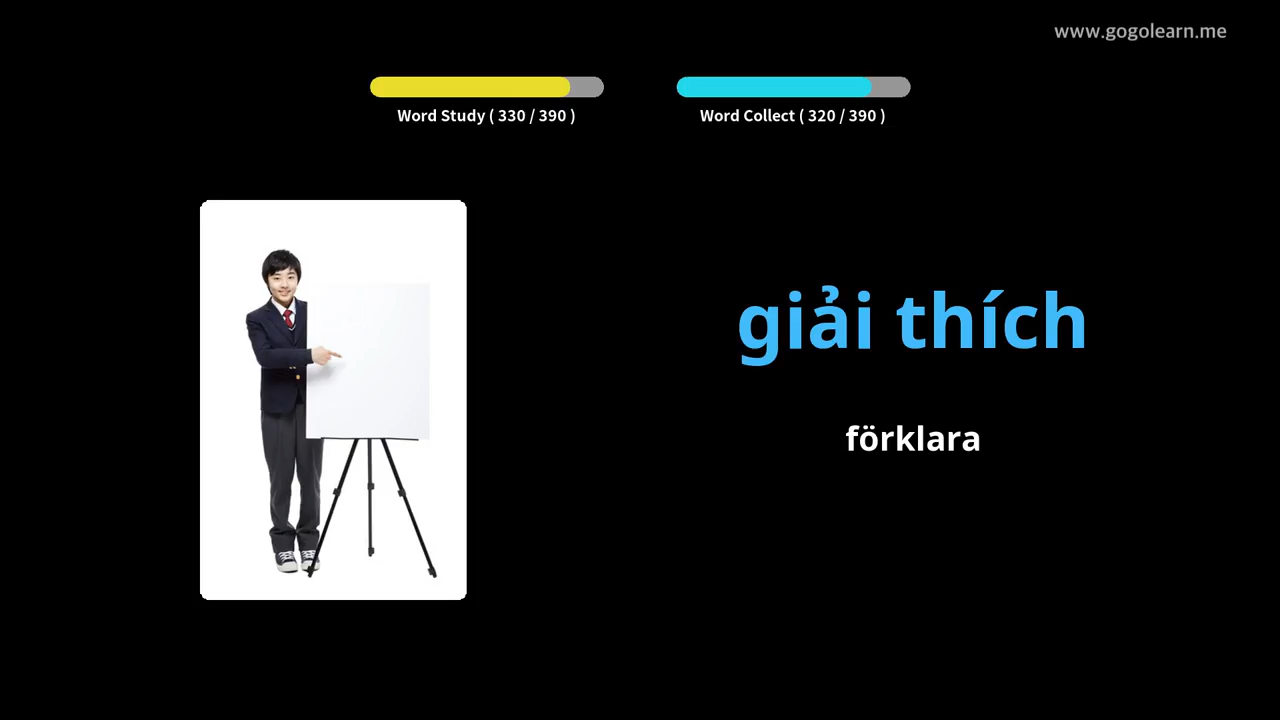 www.gogolearn.me
Word Study ( 330 / 390 )
Word Collect ( 320 / 390 )
giải thích
förklara